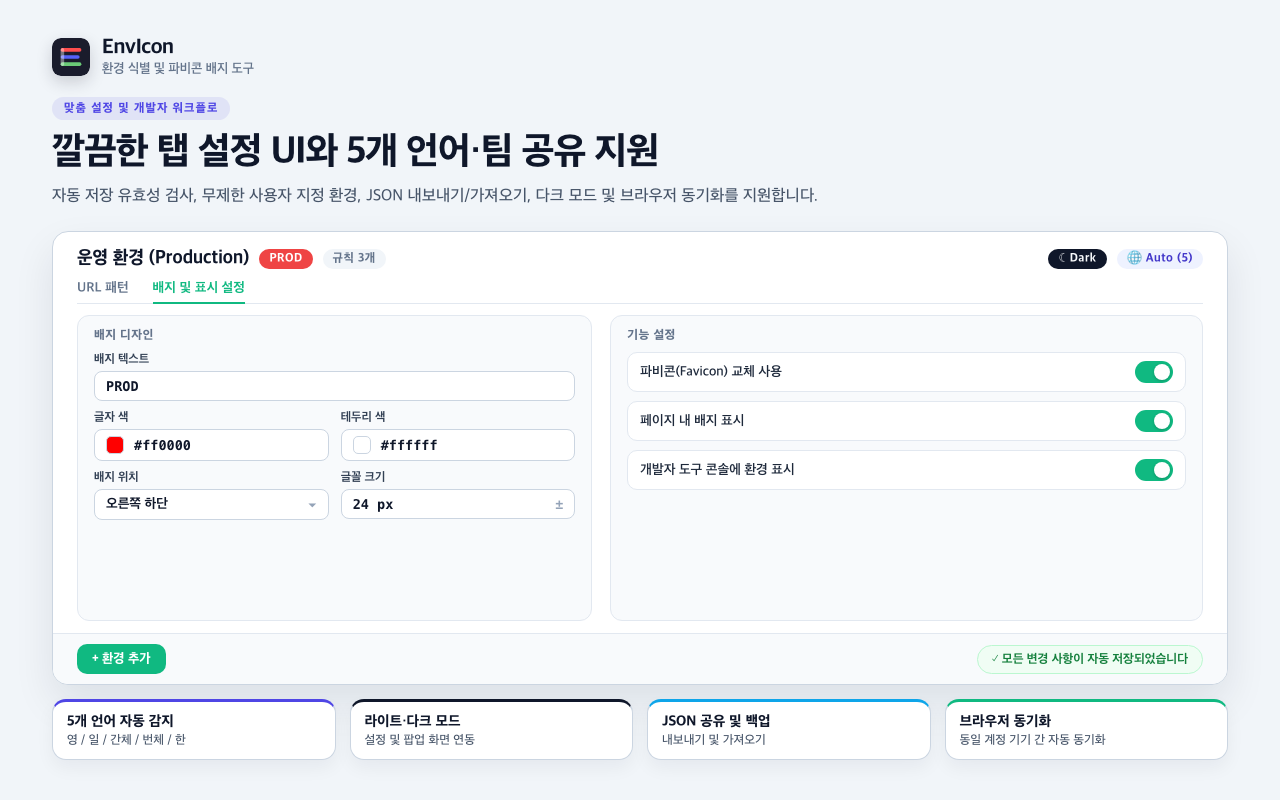 EnvIcon
환경 식별 및 파비콘 배지 도구
맞춤 설정 및 개발자 워크플로
깔끔한 탭 설정 UI와 5개 언어·팀 공유 지원
자동 저장 유효성 검사, 무제한 사용자 지정 환경, JSON 내보내기/가져오기, 다크 모드 및 브라우저 동기화를 지원합니다.
운영 환경 (Production) PROD 규칙 3개
☾ Dark 🌐 Auto (5)
URL 패턴 배지 및 표시 설정
배지 디자인
배지 텍스트
PROD
글자 색 테두리 색
#ff0000 #ffffff
배지 위치 글꼴 크기
오른쪽 하단 24 px ±
기능 설정
파비콘(Favicon) 교체 사용
페이지 내 배지 표시
개발자 도구 콘솔에 환경 표시
+ 환경 추가
✓ 모든 변경 사항이 자동 저장되었습니다
5개 언어 자동 감지
영 / 일 / 간체 / 번체 / 한
라이트·다크 모드
설정 및 팝업 화면 연동
JSON 공유 및 백업
내보내기 및 가져오기
브라우저 동기화
동일 계정 기기 간 자동 동기화